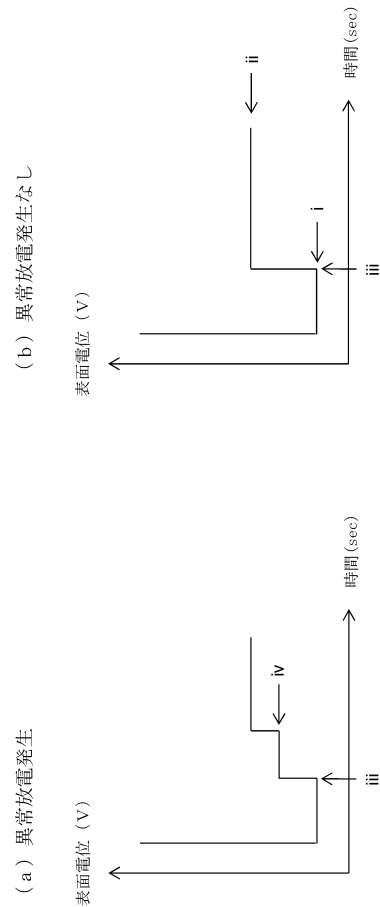 (a) 異常放電発生
表面電位 (V)
iv
iii
時間(sec)
(b) 異常放電発生なし
表面電位 (V)
ii
i
iii
時間(sec)